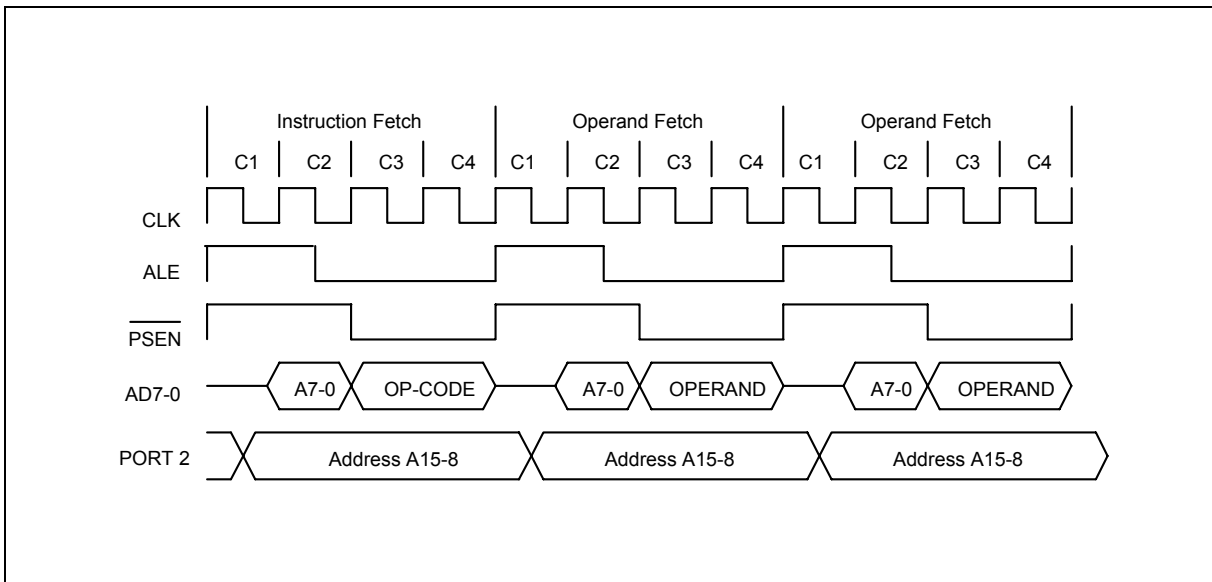 Instruction Fetch Operand Fetch Operand Fetch
C1 C2 C3 C4 C1 C2 C3 C4 C1 C2 C3 C4
CLK
ALE
PSEN
AD7-0 A7-0 OP-CODE A7-0 OPERAND A7-0 OPERAND
PORT 2 Address A15-8 Address A15-8 Address A15-8